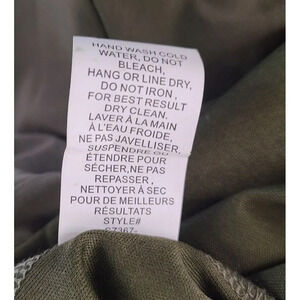 HAND WASH COLD
WATER, DO NOT
BLEACH,
HANG OR LINE DRY,
DO NOT IRON ,
FOR BEST RESULT
DRY CLEAN.
LAVER À LA MAIN
À L'EAU FROIDE,
NE PAS JAVELLISER,
SUSPENDRE OU
ÉTENDRE POUR
SÉCHER,NE PAS
REPASSER ,
NETTOYER À SEC
POUR DE MEILLEURS
RÉSULTATS
STYLE#